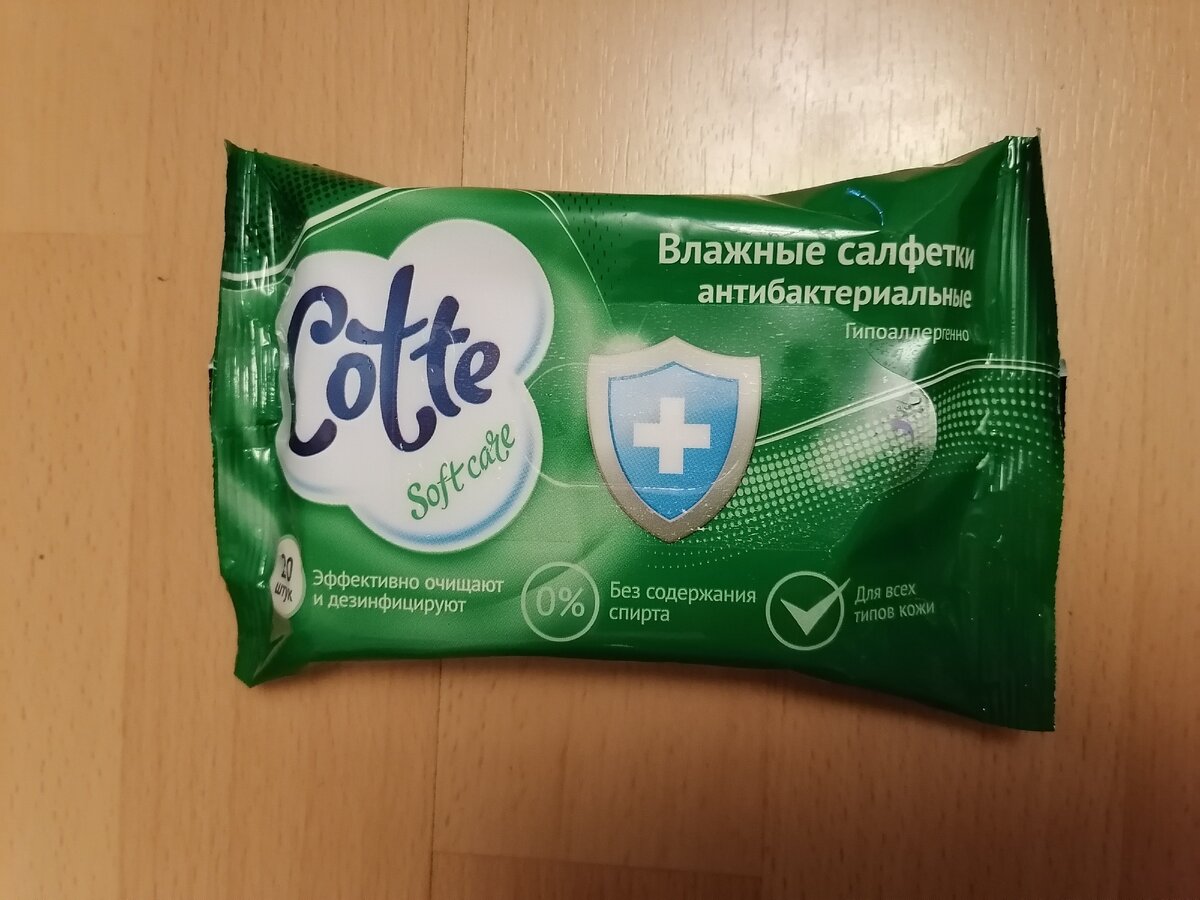 Cotte
Soft care
Влажные салфетки
антибактериальные
Гипоаллергенно
20
штук
Эффективно очищают
и дезинфицируют
0%
Без содержания
спирта
Для всех
типов кожи